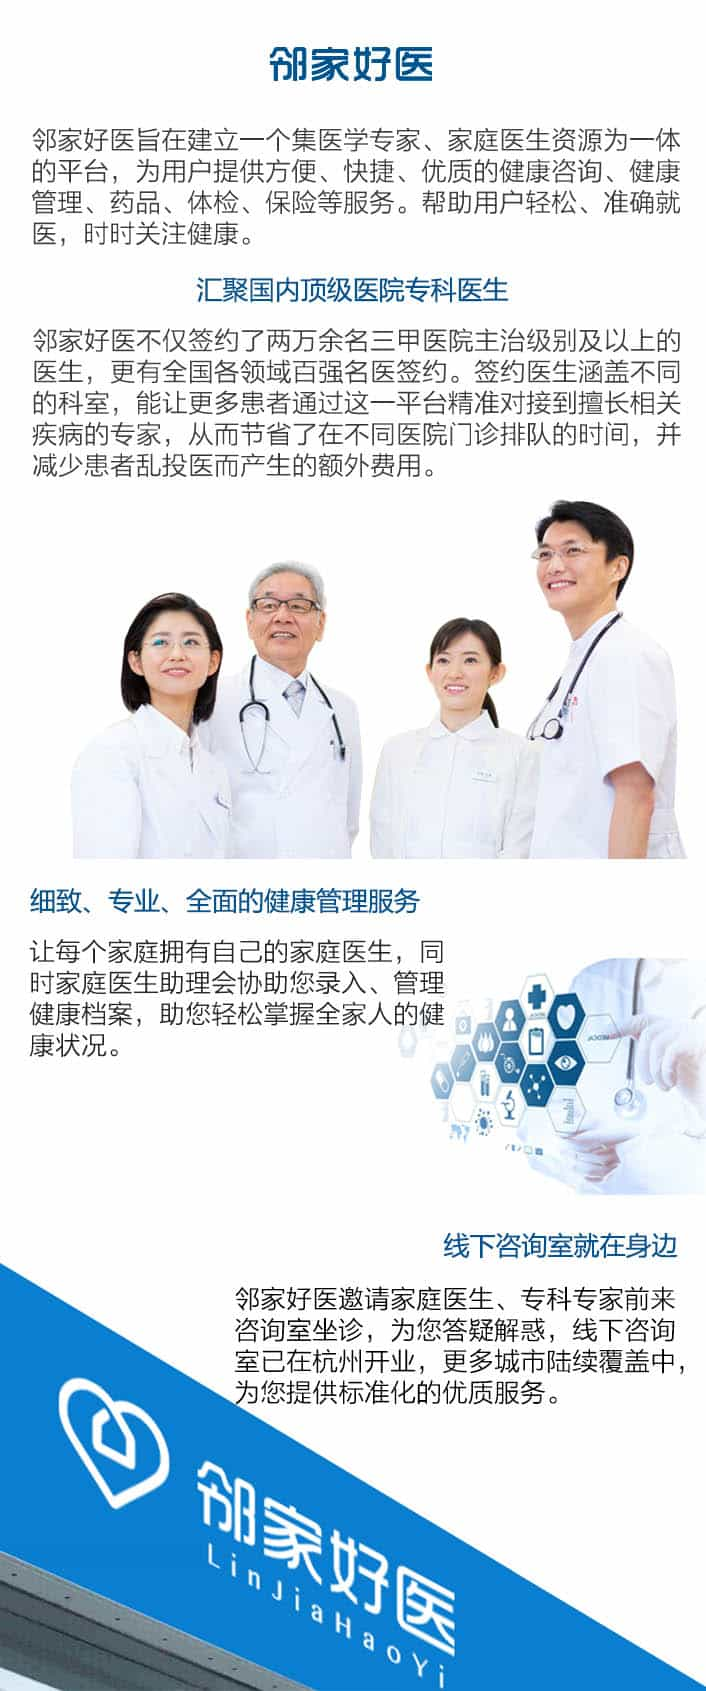 邻家好医
邻家好医旨在建立一个集医学专家、家庭医生资源为一体
的平台，为用户提供方便、快捷、优质的健康咨询、健康
管理、药品、体检、保险等服务。帮助用户轻松、准确就
医，时时关注健康。
汇聚国内顶级医院专科医生
邻家好医不仅签约了两万余名三甲医院主治级别及以上的
医生，更有全国各领域百强名医签约。签约医生涵盖不同
的科室，能让更多患者通过这一平台精准对接到擅长相关
疾病的专家，从而节省了在不同医院门诊排队的时间，并
减少患者乱投医而产生的额外费用。
细致、专业、全面的健康管理服务
让每个家庭拥有自己的家庭医生，同
时家庭医生助理会协助您录入、管理
健康档案，助您轻松掌握全家人的健
康状况。
线下咨询室就在身边
邻家好医邀请家庭医生、专科专家前来
咨询室坐诊，为您答疑解惑，线下咨询
室已在杭州开业，更多城市陆续覆盖中，
为您提供标准化的优质服务。
邻家好医
LinJiaHaoYi